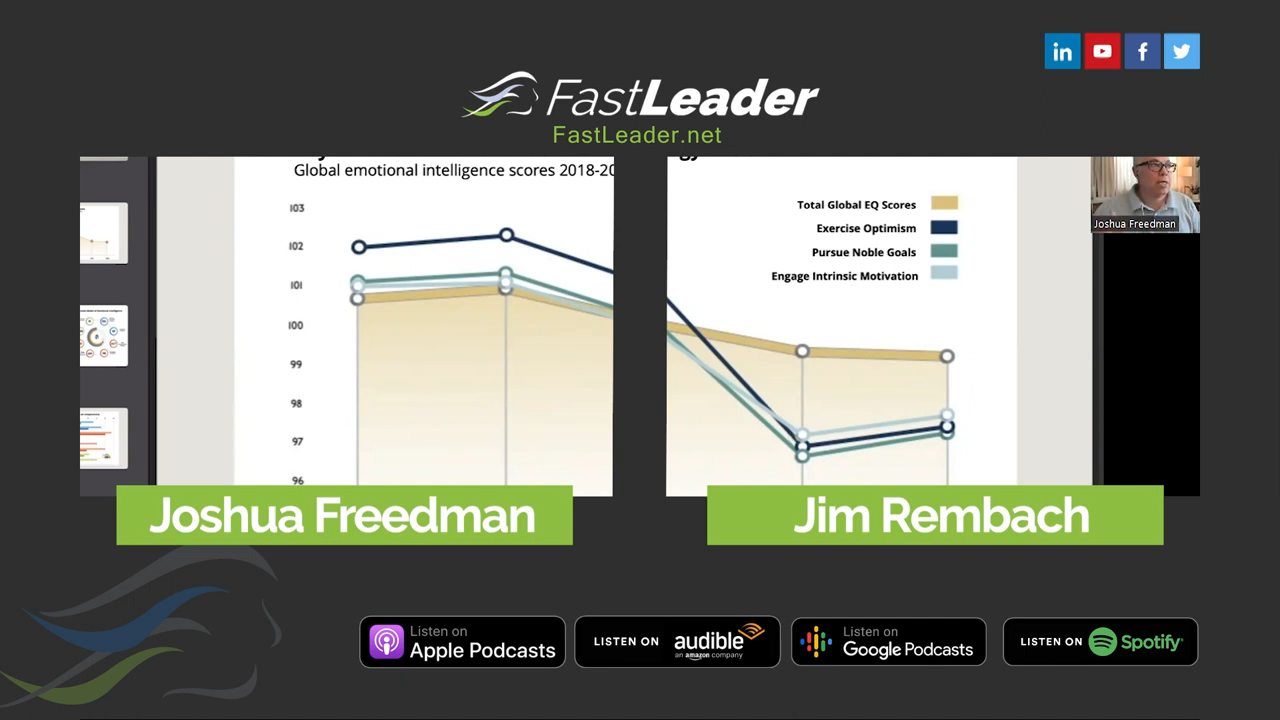 FastLeader
FastLeader.net
Global emotional intelligence scores 2018-20
103
102
101
100
99
98
97
96
Total Global EQ Scores
Exercise Optimism
Pursue Noble Goals
Engage Intrinsic Motivation
Joshua Freedman
Joshua Freedman
Jim Rembach
Listen on
Apple Podcasts
LISTEN ON audible
an amazon company
Listen on
Google Podcasts
LISTEN ON Spotify